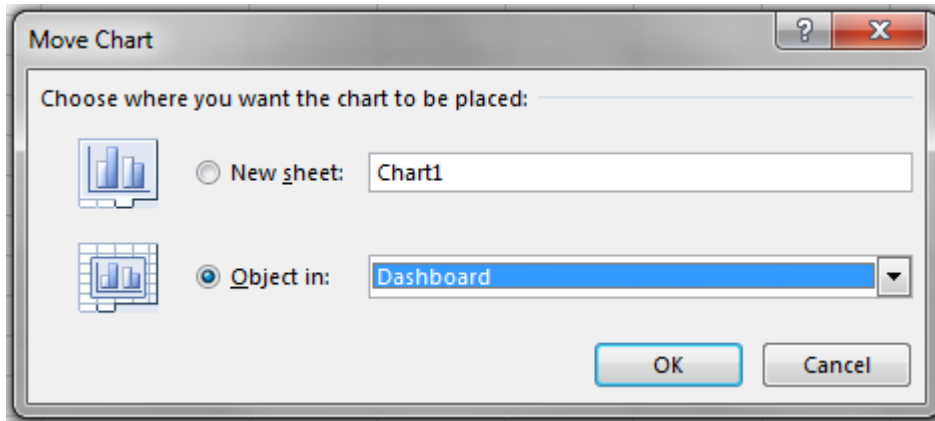 Move Chart
?
Choose where you want the chart to be placed:
New sheet: Chart1
Object in: Dashboard
OK Cancel